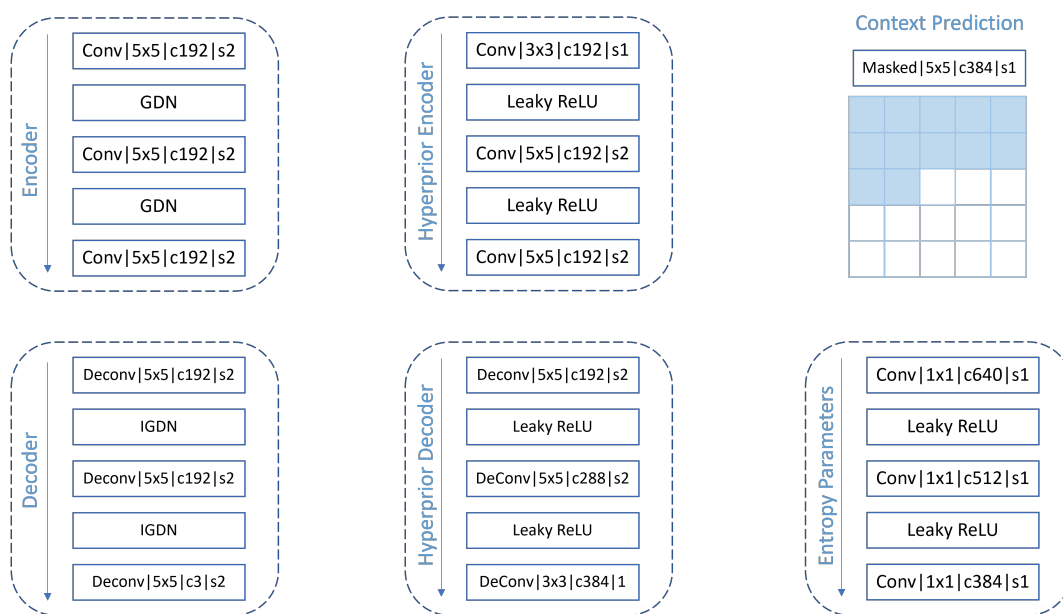 Encoder
Conv|5x5|c192|s2
GDN
Conv|5x5|c192|s2
GDN
Conv|5x5|c192|s2
Hyperprior Encoder
Conv|3x3|c192|s1
Leaky ReLU
Conv|5x5|c192|s2
Leaky ReLU
Conv|5x5|c192|s2
Context Prediction
Masked|5x5|c384|s1
Decoder
Deconv|5x5|c192|s2
IGDN
Deconv|5x5|c192|s2
IGDN
Deconv|5x5|c3|s2
Hyperprior Decoder
Deconv|5x5|c192|s2
Leaky ReLU
DeConv|5x5|c288|s2
Leaky ReLU
DeConv|3x3|c384|1
Entropy Parameters
Conv|1x1|c640|s1
Leaky ReLU
Conv|1x1|c512|s1
Leaky ReLU
Conv|1x1|c384|s1